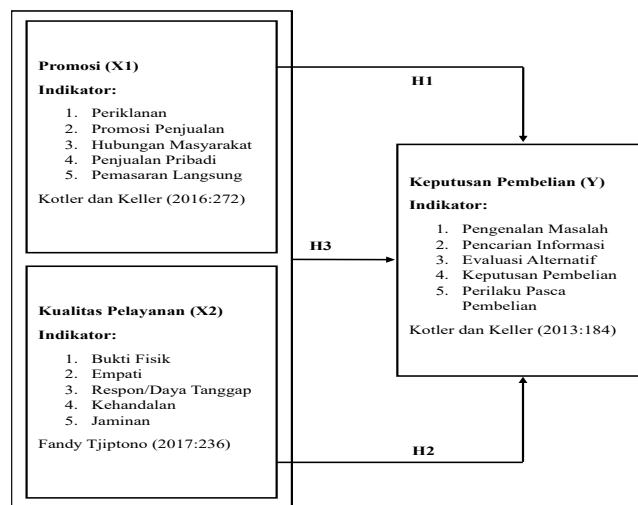 Promosi (X1)
Indikator:
1. Periklanan
2. Promosi Penjualan
3. Hubungan Masyarakat
4. Penjualan Pribadi
5. Pemasaran Langsung
Kotler dan Keller (2016:272)
H1
Keputusan Pembelian (Y)
Indikator:
1. Pengenalan Masalah
2. Pencarian Informasi
3. Evaluasi Alternatif
4. Keputusan Pembelian
5. Perilaku Pasca
Pembelian
Kotler dan Keller (2013:184)
H3
Kualitas Pelayanan (X2)
Indikator:
1. Bukti Fisik
2. Empati
3. Respon/Daya Tanggap
4. Kehandalan
5. Jaminan
Fandy Tjiptono (2017:236)
H2